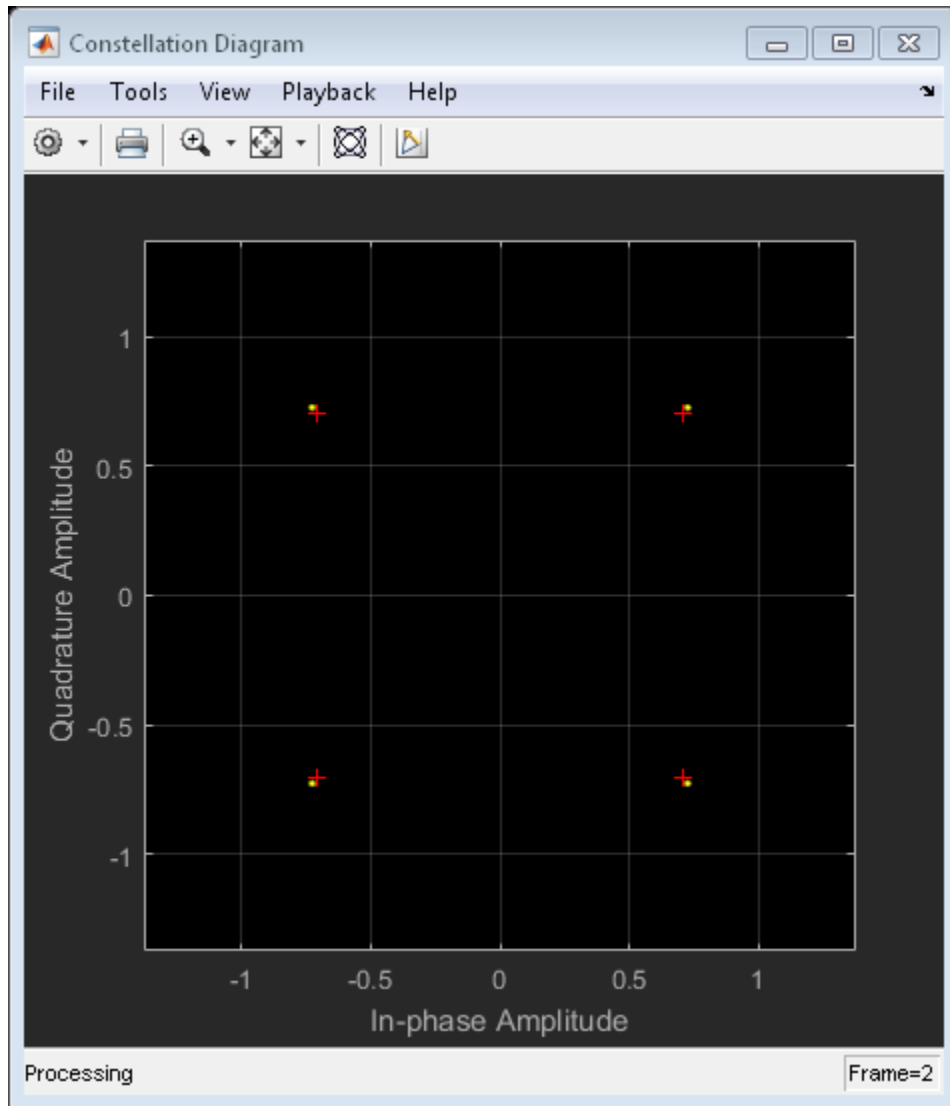 Constellation Diagram
File Tools View Playback Help
1
0.5
0
-0.5
-1
Quadrature Amplitude
-1 -0.5 0 0.5 1
In-phase Amplitude
Processing Frame=2